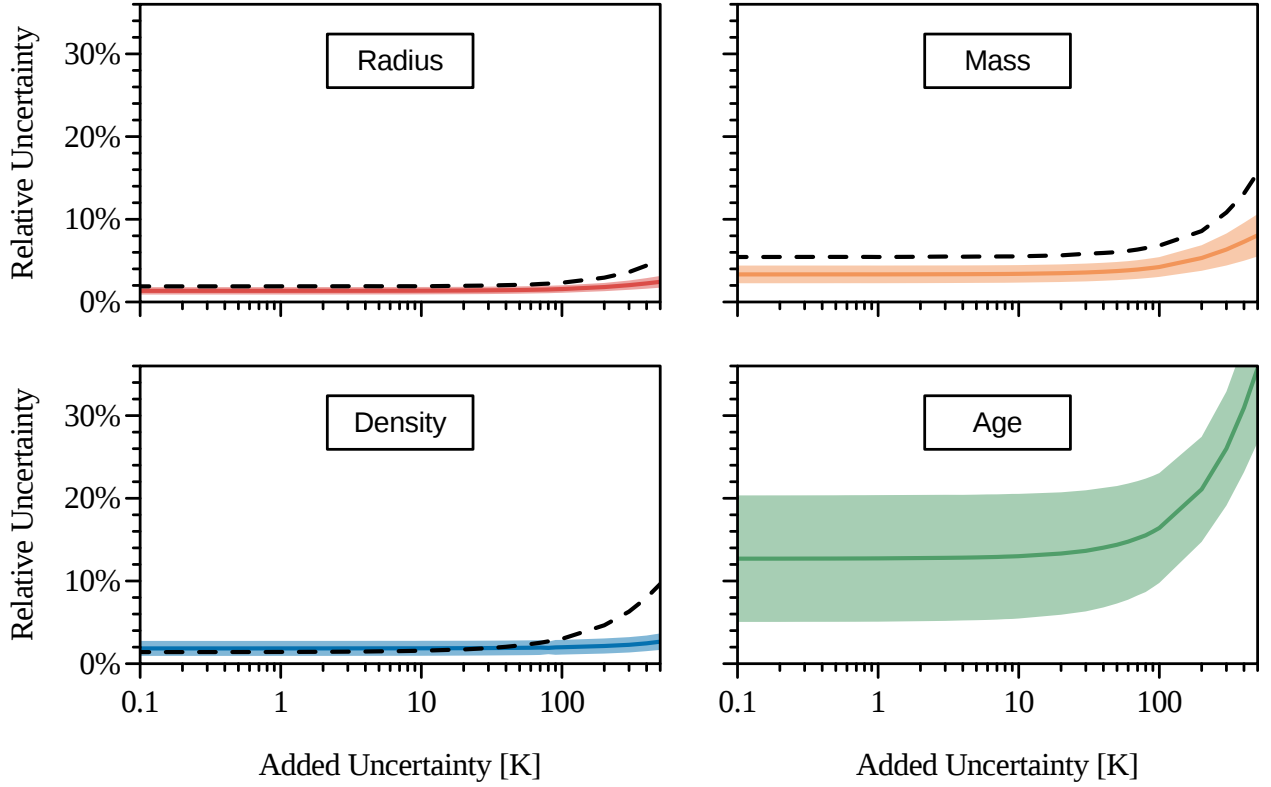 Relative Uncertainty
30%
20%
10%
0%
Radius
Mass
Relative Uncertainty
30%
20%
10%
0%
Density
Age
0.1 1 10 100
0.1 1 10 100
Added Uncertainty [K]
Added Uncertainty [K]